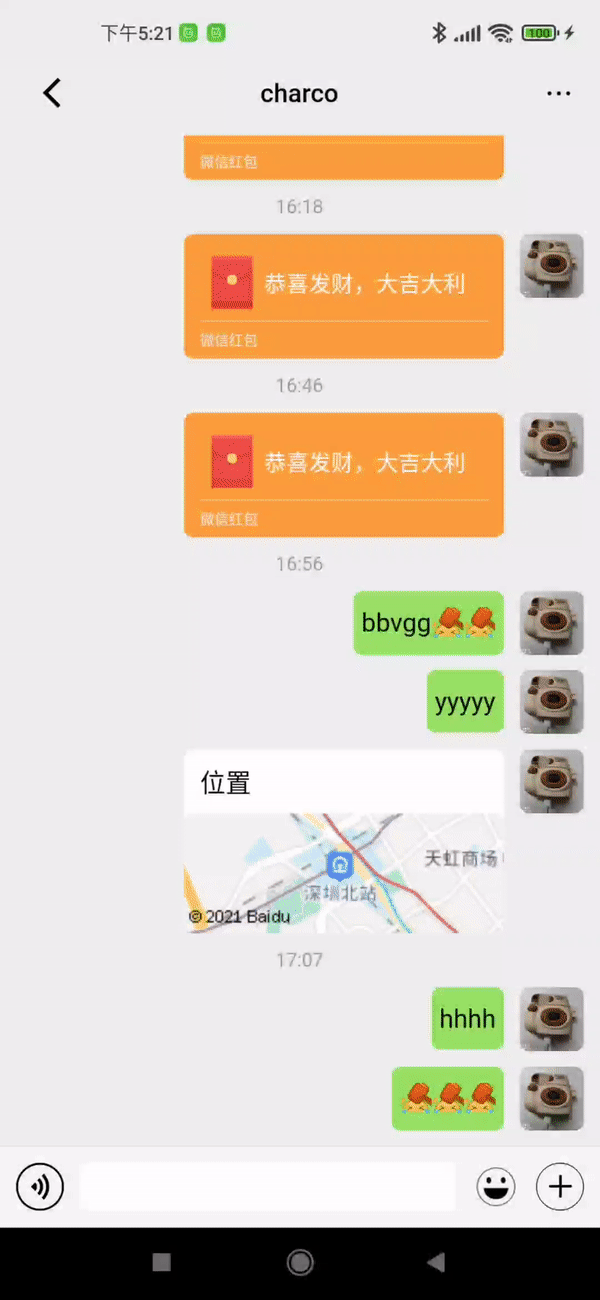 下午5:21
100
charco
微信红包
16:18
恭喜发财，大吉大利
微信红包
16:46
恭喜发财，大吉大利
微信红包
16:56
bbvgg
yyyyy
位置
天虹商场
深圳北站
© 2021 Baidu
17:07
hhhh